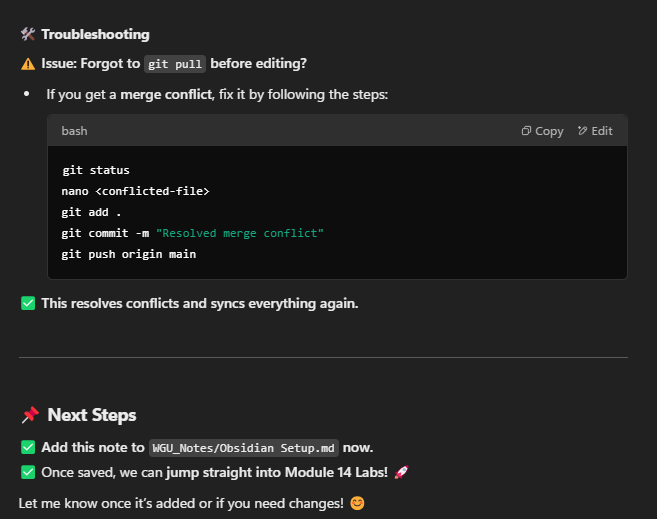 🛠️ Troubleshooting
⚠️ Issue: Forgot to git pull before editing?
• If you get a merge conflict, fix it by following the steps:
bash Copy Edit
git status
nano <conflicted-file>
git add .
git commit -m "Resolved merge conflict"
git push origin main
✅ This resolves conflicts and syncs everything again.
📌 Next Steps
✅ Add this note to WGU_Notes/Obsidian Setup.md now.
✅ Once saved, we can jump straight into Module 14 Labs! 🚀
Let me know once it’s added or if you need changes! 😊